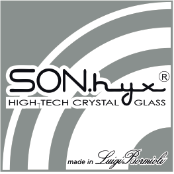 SON.hyx®
HIGH-TECH CRYSTAL GLASS
made in Luigi Bormioli